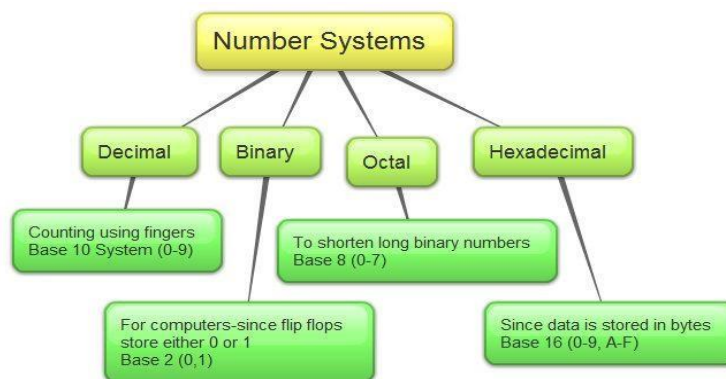 Number Systems
Decimal
Binary
Octal
Hexadecimal
Counting using fingers
Base 10 System (0-9)
To shorten long binary numbers
Base 8 (0-7)
For computers-since flip flops
store either 0 or 1
Base 2 (0,1)
Since data is stored in bytes
Base 16 (0-9, A-F)